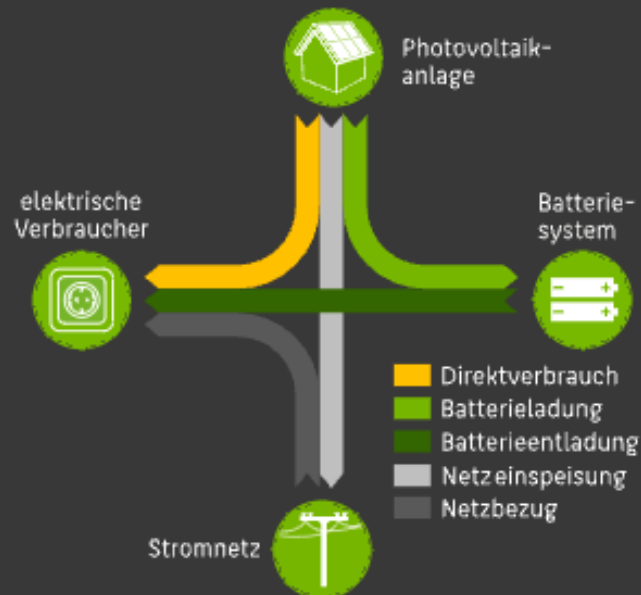 Photovoltaik-
anlage
elektrische
Verbraucher
Batterie-
system
Direktverbrauch
Batterieladung
Batterieentladung
Netzeinspeisung
Netzbezug
Stromnetz